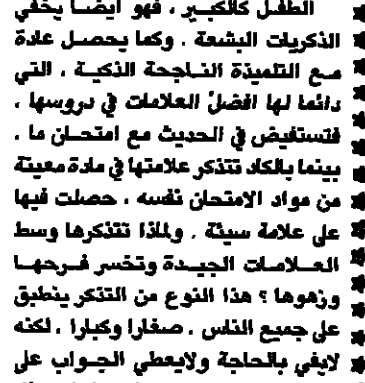 الطفل كالكبير ، فهو ايضا يخفي
الذكريات البشعة . وكما يحصل عادة
مع التلميذة الناجحة الذكية ، التي
دائما لها افضل العلامات في دروسها ،
فتستفيض في الحديث مع امتحان ما ،
بينما بالكاد تتذكر علامتها في مادة معينة
من مواد الامتحان نفسه ، حصلت فيها
على علامة سيئة . ولماذا تتذكرها وسط
العلامات الجيدة وتخسر فرحها
وزهوها ؟ هذا النوع من التذكر ينطبق
على جميع الناس . صغارا وكبارا . لكنه
لايفي بالحاجة ولايعطي الجواب على